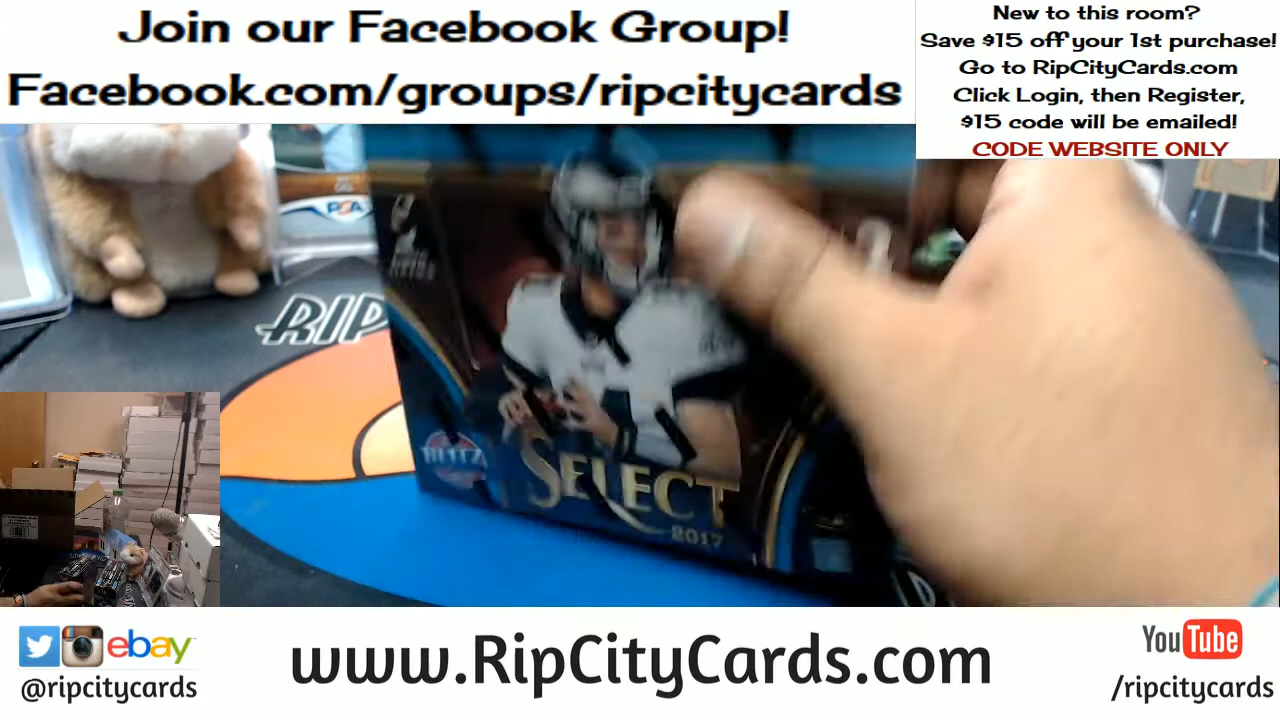 Join our Facebook Group!
Facebook.com/groups/ripcitycards
New to this room?
Save $15 off your 1st purchase!
Go to RipCityCards.com
Click Login, then Register,
$15 code will be emailed!
CODE WEBSITE ONLY
PSA
RIP
BLITZ
SELECT
2017
ebay
@ripcitycards
www.RipCityCards.com
YouTube
/ripcitycards